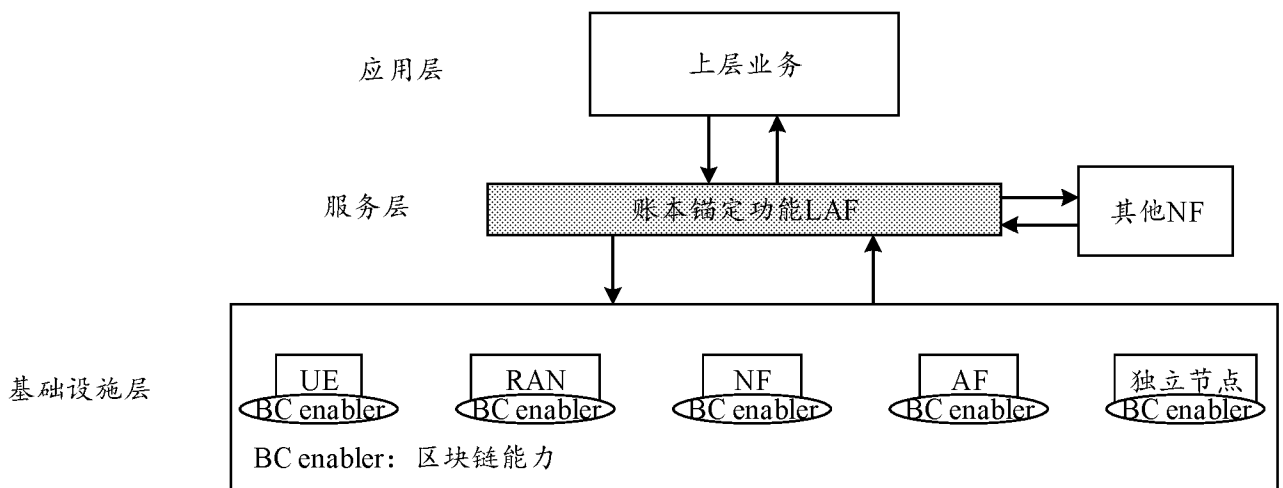 应用层
上层业务
服务层
账本锚定功能LAF
其他NF
基础设施层
UE
RAN
NF
AF
独立节点
BC enabler
BC enabler
BC enabler
BC enabler
BC enabler
BC enabler：区块链能力